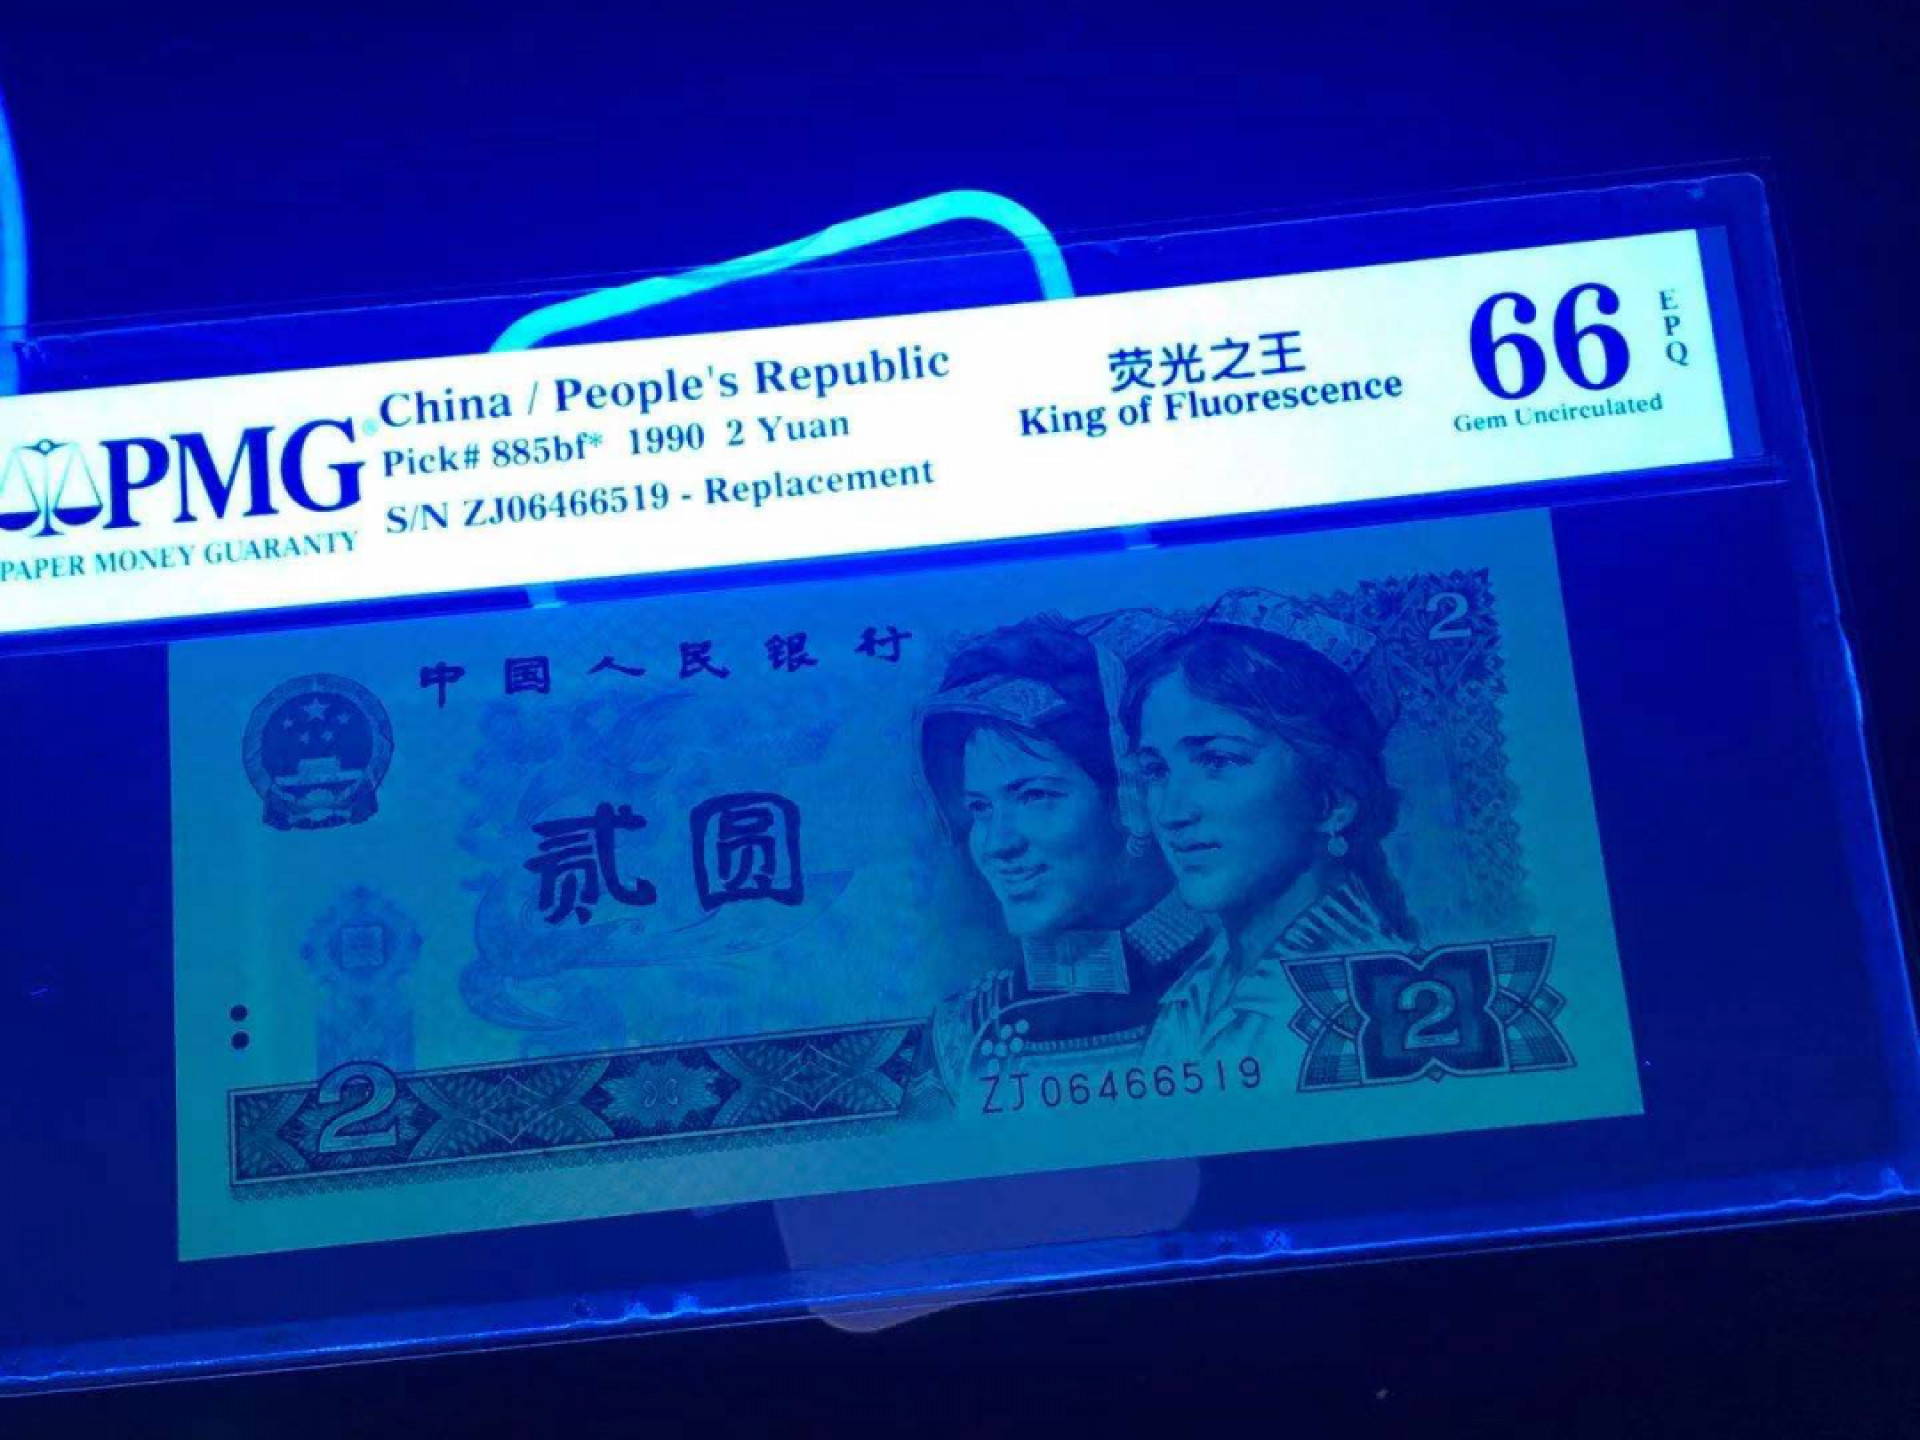 PMG
PAPER MONEY GUARANTY
China / People's Republic
Pick# 885bf* 1990 2 Yuan
S/N ZJ06466519 - Replacement
荧光之王
King of Fluorescence
66
EPQ
Gem Uncirculated
中国人民银行
2
贰圆
2
2
ZJ06466519